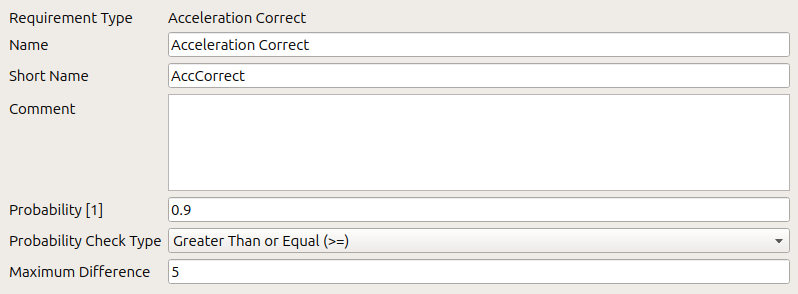 Requirement Type Acceleration Correct
Name Acceleration Correct
Short Name AccCorrect
Comment
Probability [1] 0.9
Probability Check Type Greater Than or Equal (>=)
Maximum Difference 5